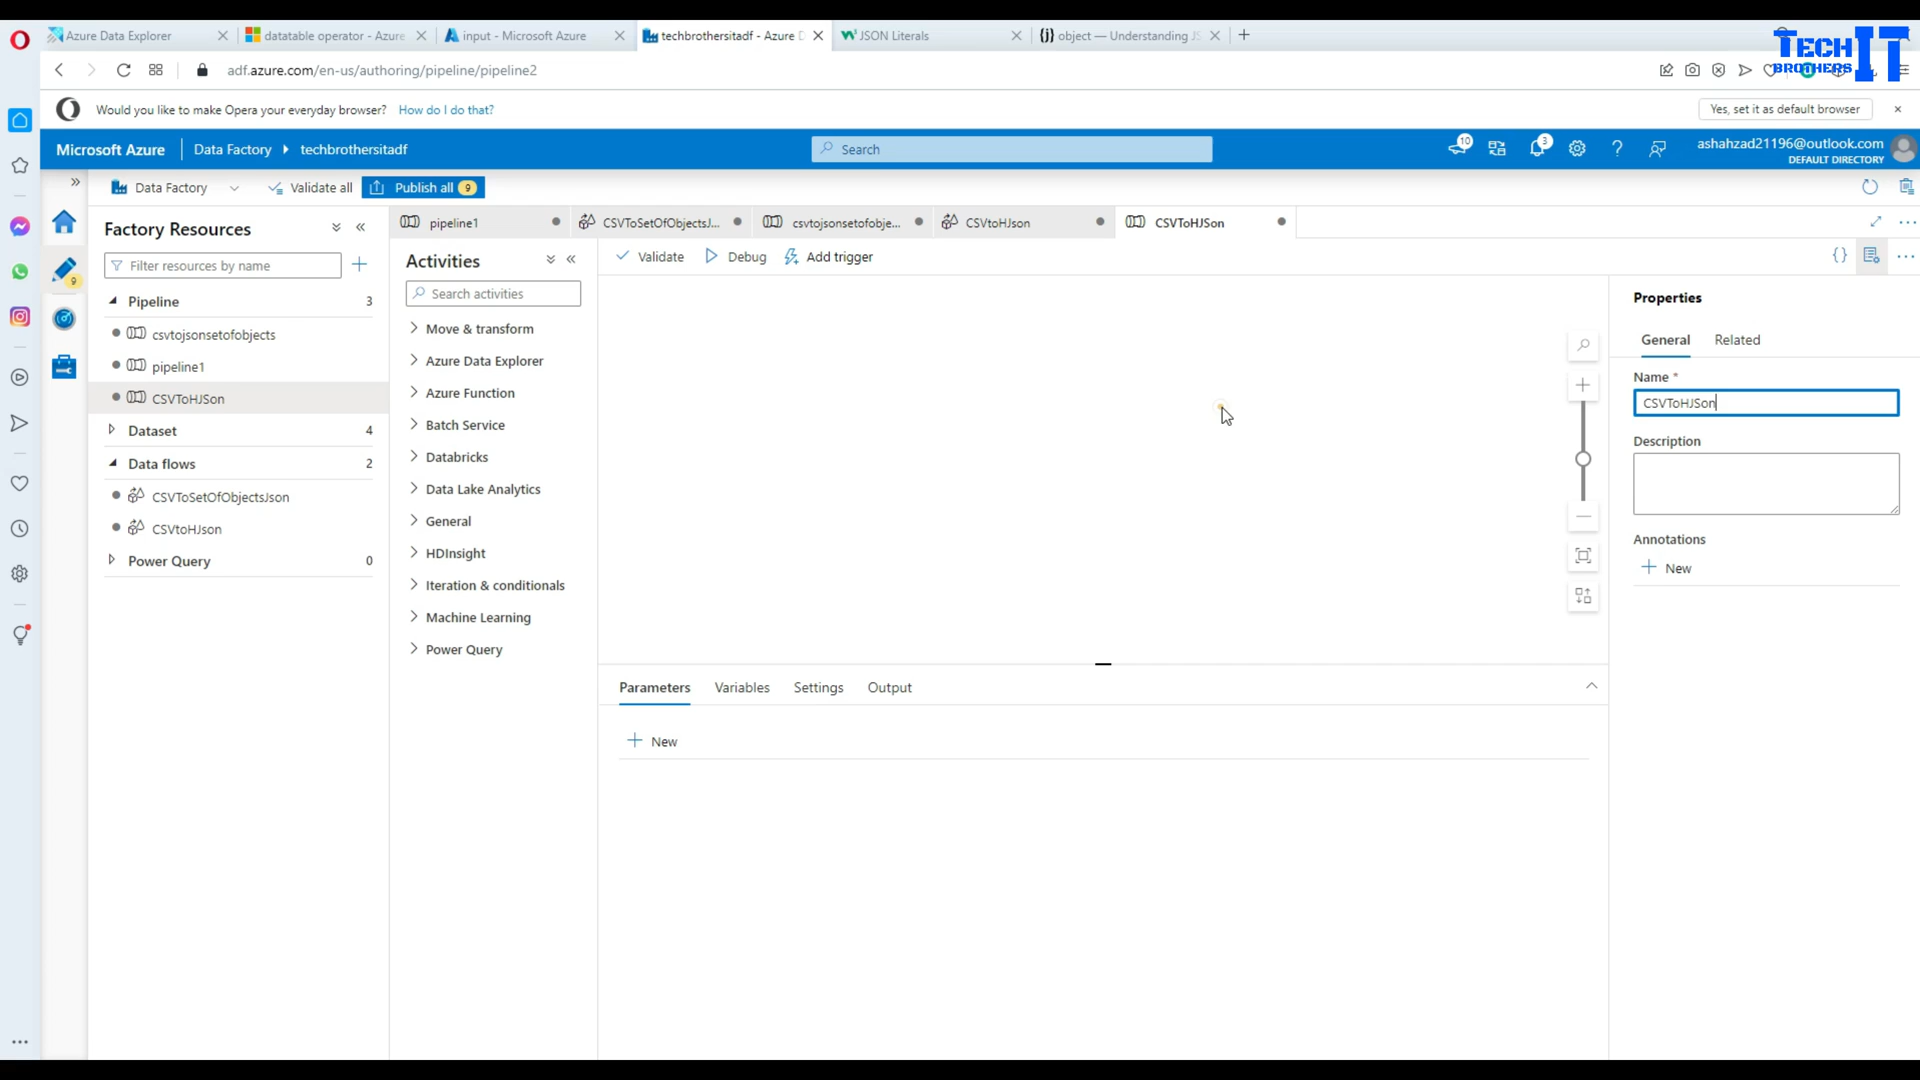 Azure Data Explorer
datatable operator - Azure
input - Microsoft Azure
techbrothersitadf - Azure D
JSON Literals
{j} object — Understanding JS
TECH IT
BROTHERS
adf.azure.com/en-us/authoring/pipeline/pipeline2
Would you like to make Opera your everyday browser? How do I do that?
Yes, set it as default browser
Microsoft Azure
Data Factory
techbrothersitadf
Search
10
3
ashahzad21196@outlook.com
DEFAULT DIRECTORY
Data Factory
Validate all
Publish all 9
Factory Resources
pipeline1
CSVToSetOfObjectsJ...
csvtojsonsetofobje...
CSVtoHJson
CSVToHJSon
Filter resources by name
9
Pipeline 3
csvtojsonsetofobjects
pipeline1
CSVToHJSon
Dataset 4
Data flows 2
CSVToSetOfObjectsJson
CSVtoHJson
Power Query 0
Activities
Search activities
Move & transform
Azure Data Explorer
Azure Function
Batch Service
Databricks
Data Lake Analytics
General
HDInsight
Iteration & conditionals
Machine Learning
Power Query
Validate
Debug
Add trigger
{}
Parameters
Variables
Settings
Output
New
Properties
General
Related
Name *
CSVToHJSon
Description
Annotations
New